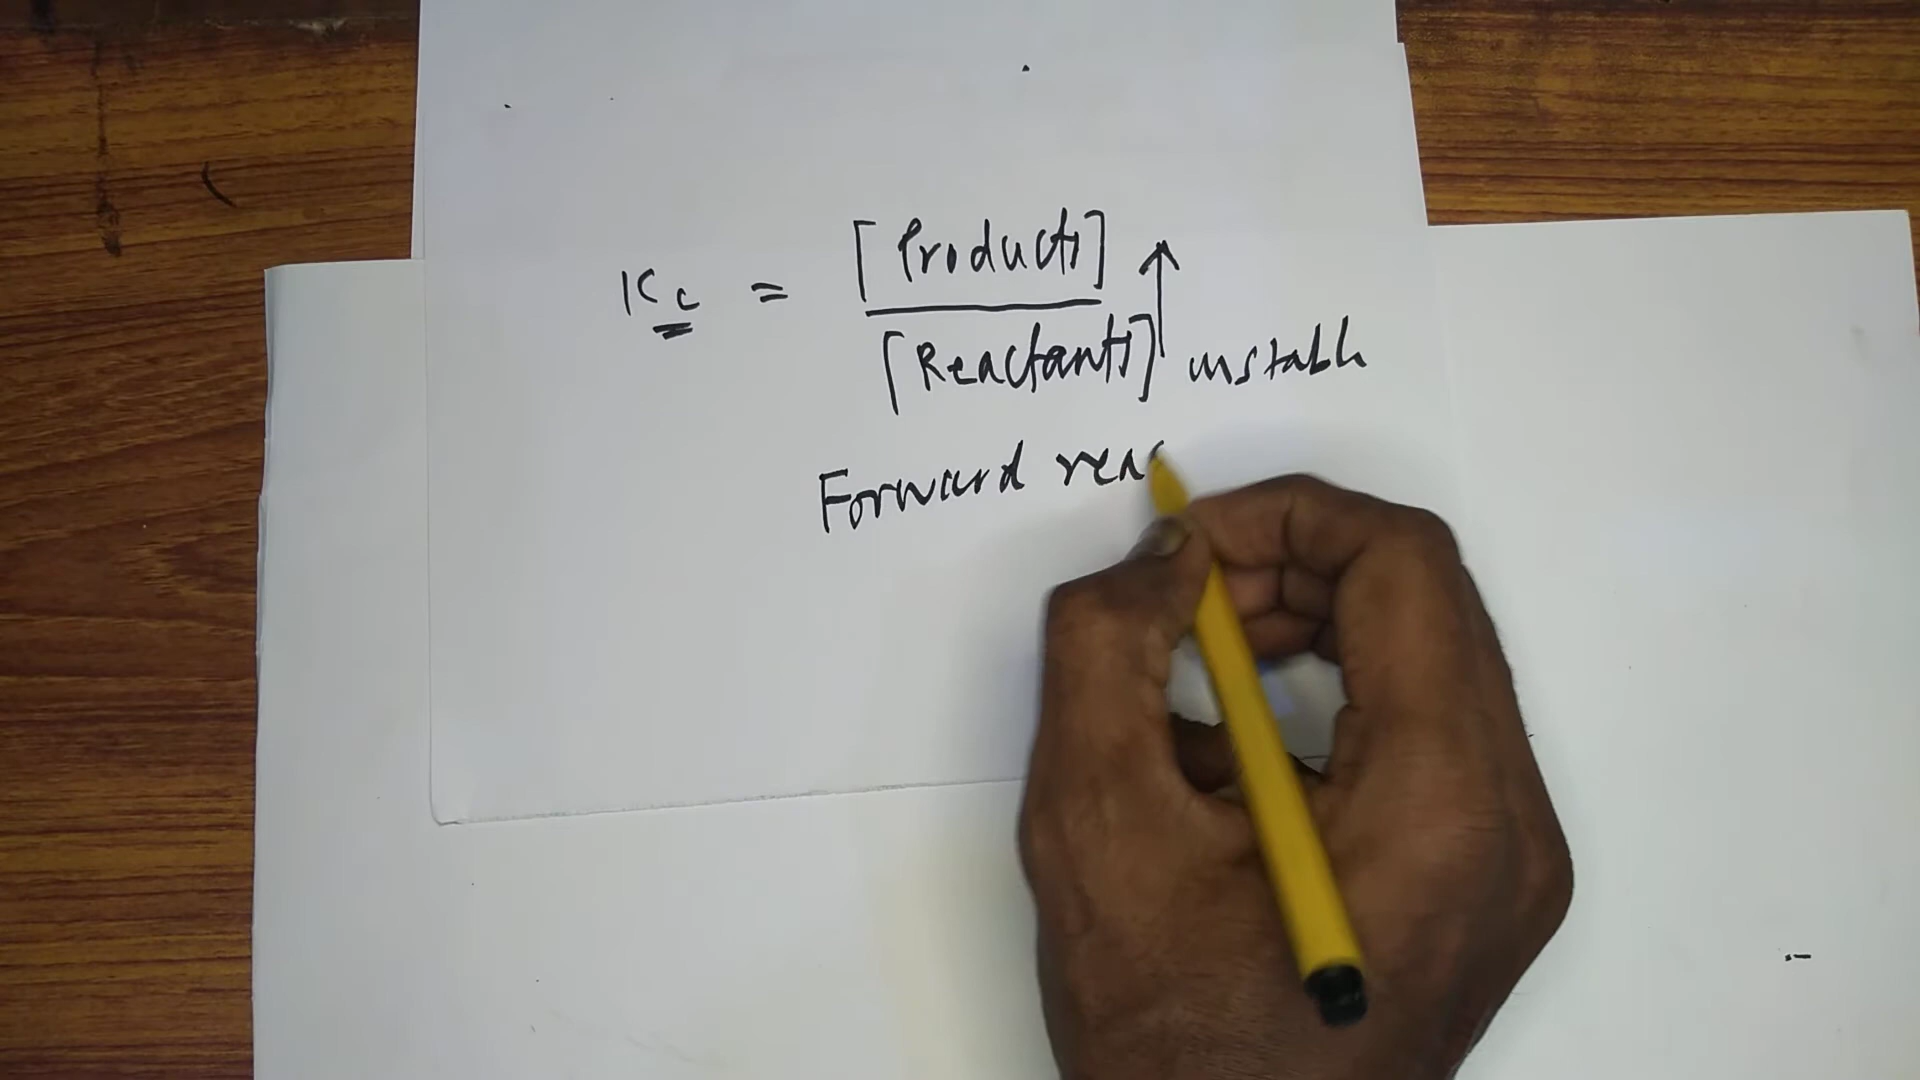 Kc = [Products]
[Reactants] unstable
Forward reac